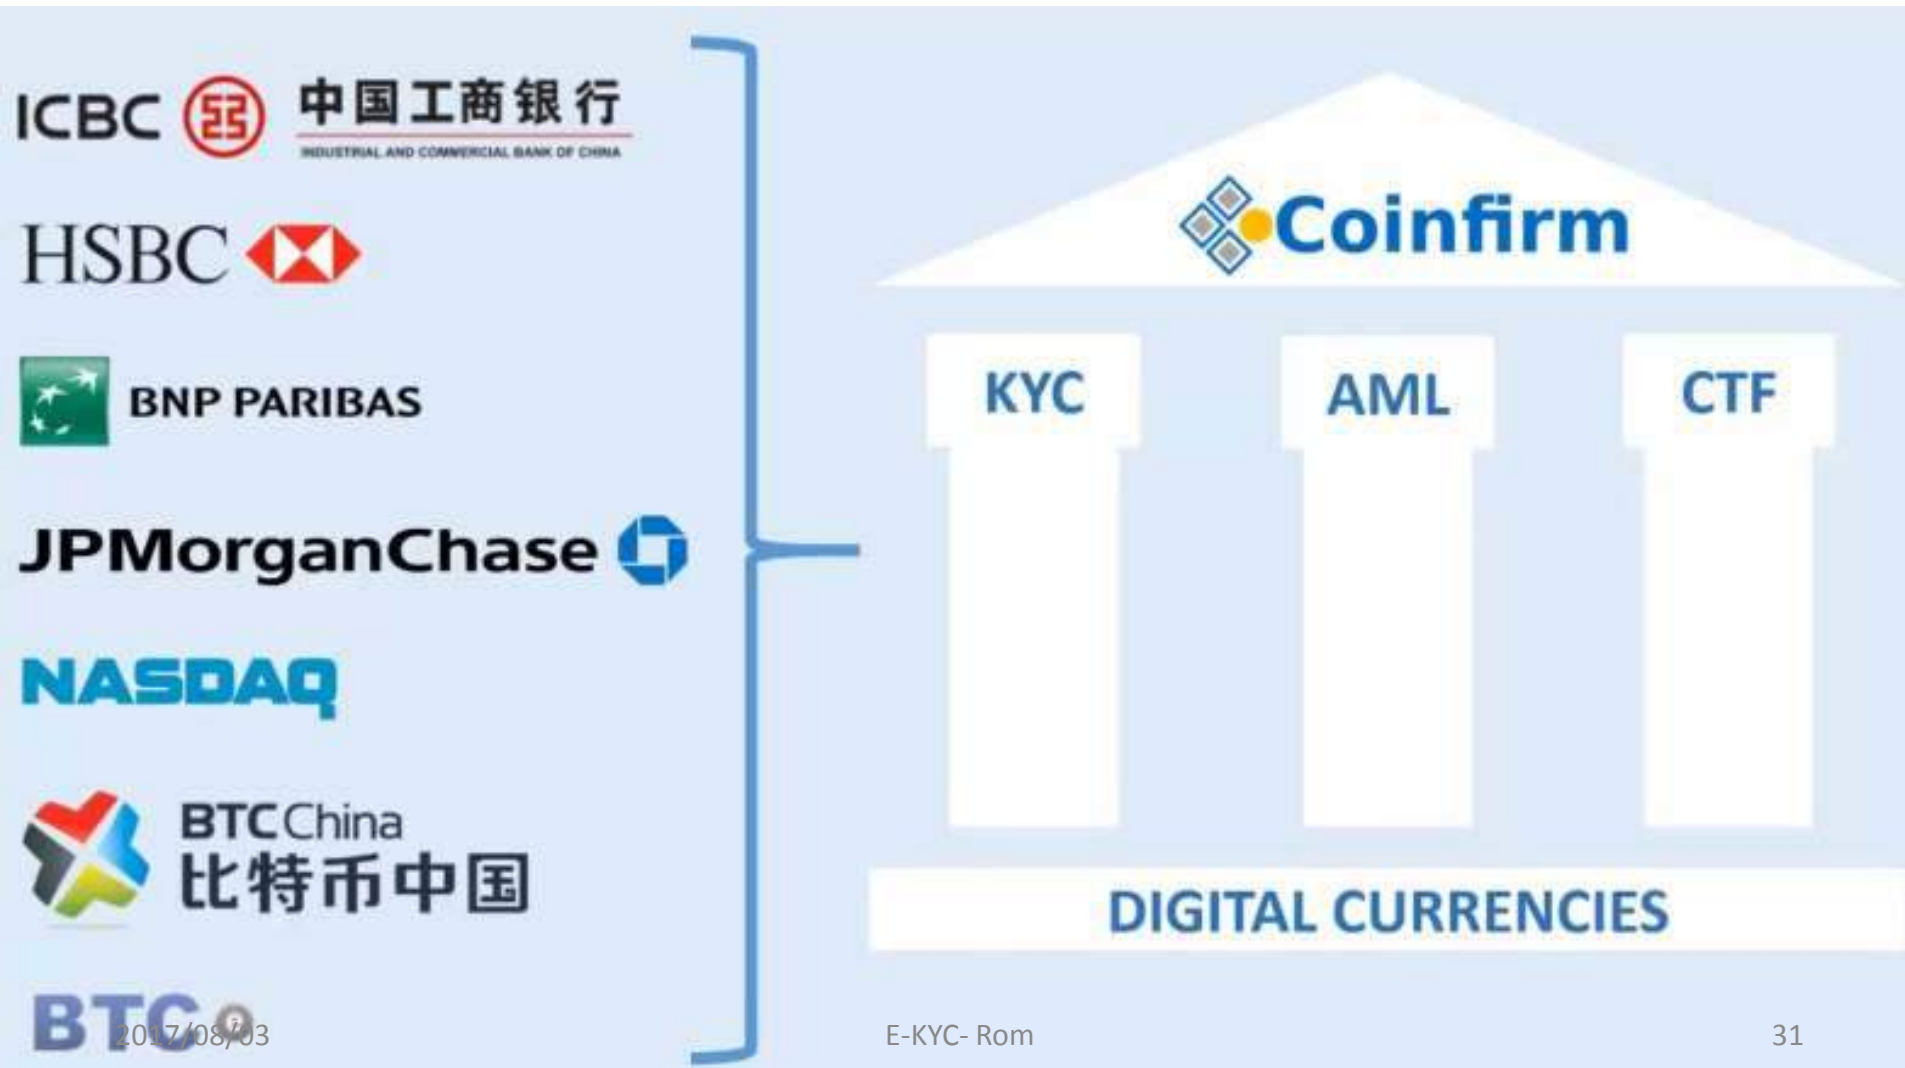 ICBC 中国工商银行
INDUSTRIAL AND COMMERCIAL BANK OF CHINA
HSBC
BNP PARIBAS
JPMorganChase
NASDAQ
BTCChina
比特币中国
BTC
Coinfirm
KYC
AML
CTF
DIGITAL CURRENCIES
2017/08/03
E-KYC- Rom
31